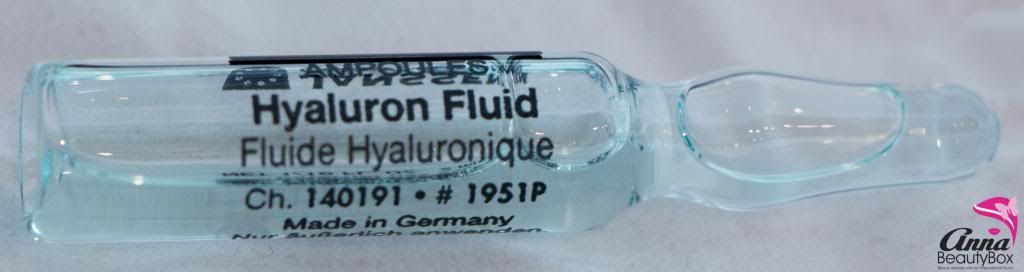 AMPOULES
Hyaluron Fluid
Fluide Hyaluronique
Ch. 140191 • # 1951P
Made in Germany
Nur äußerlich anwenden
anna
BeautyBox